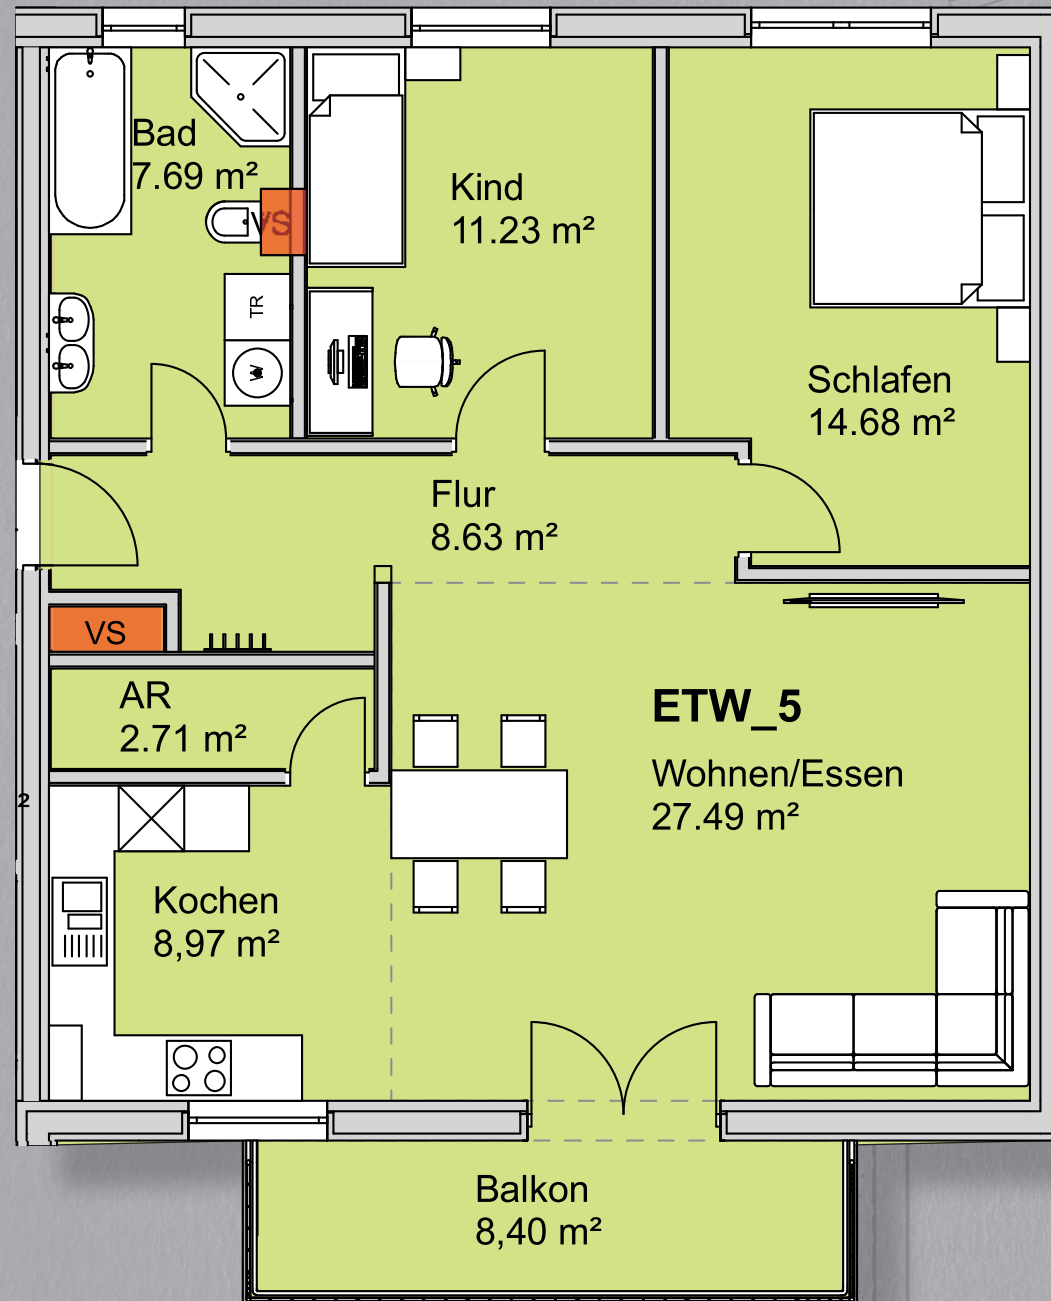 Bad
7.69 m²
VS
Kind
11.23 m²
TR
W
Schlafen
14.68 m²
Flur
8.63 m²
VS
AR
2.71 m²
ETW_5
Wohnen/Essen
27.49 m²
2
Kochen
8,97 m²
Balkon
8,40 m²